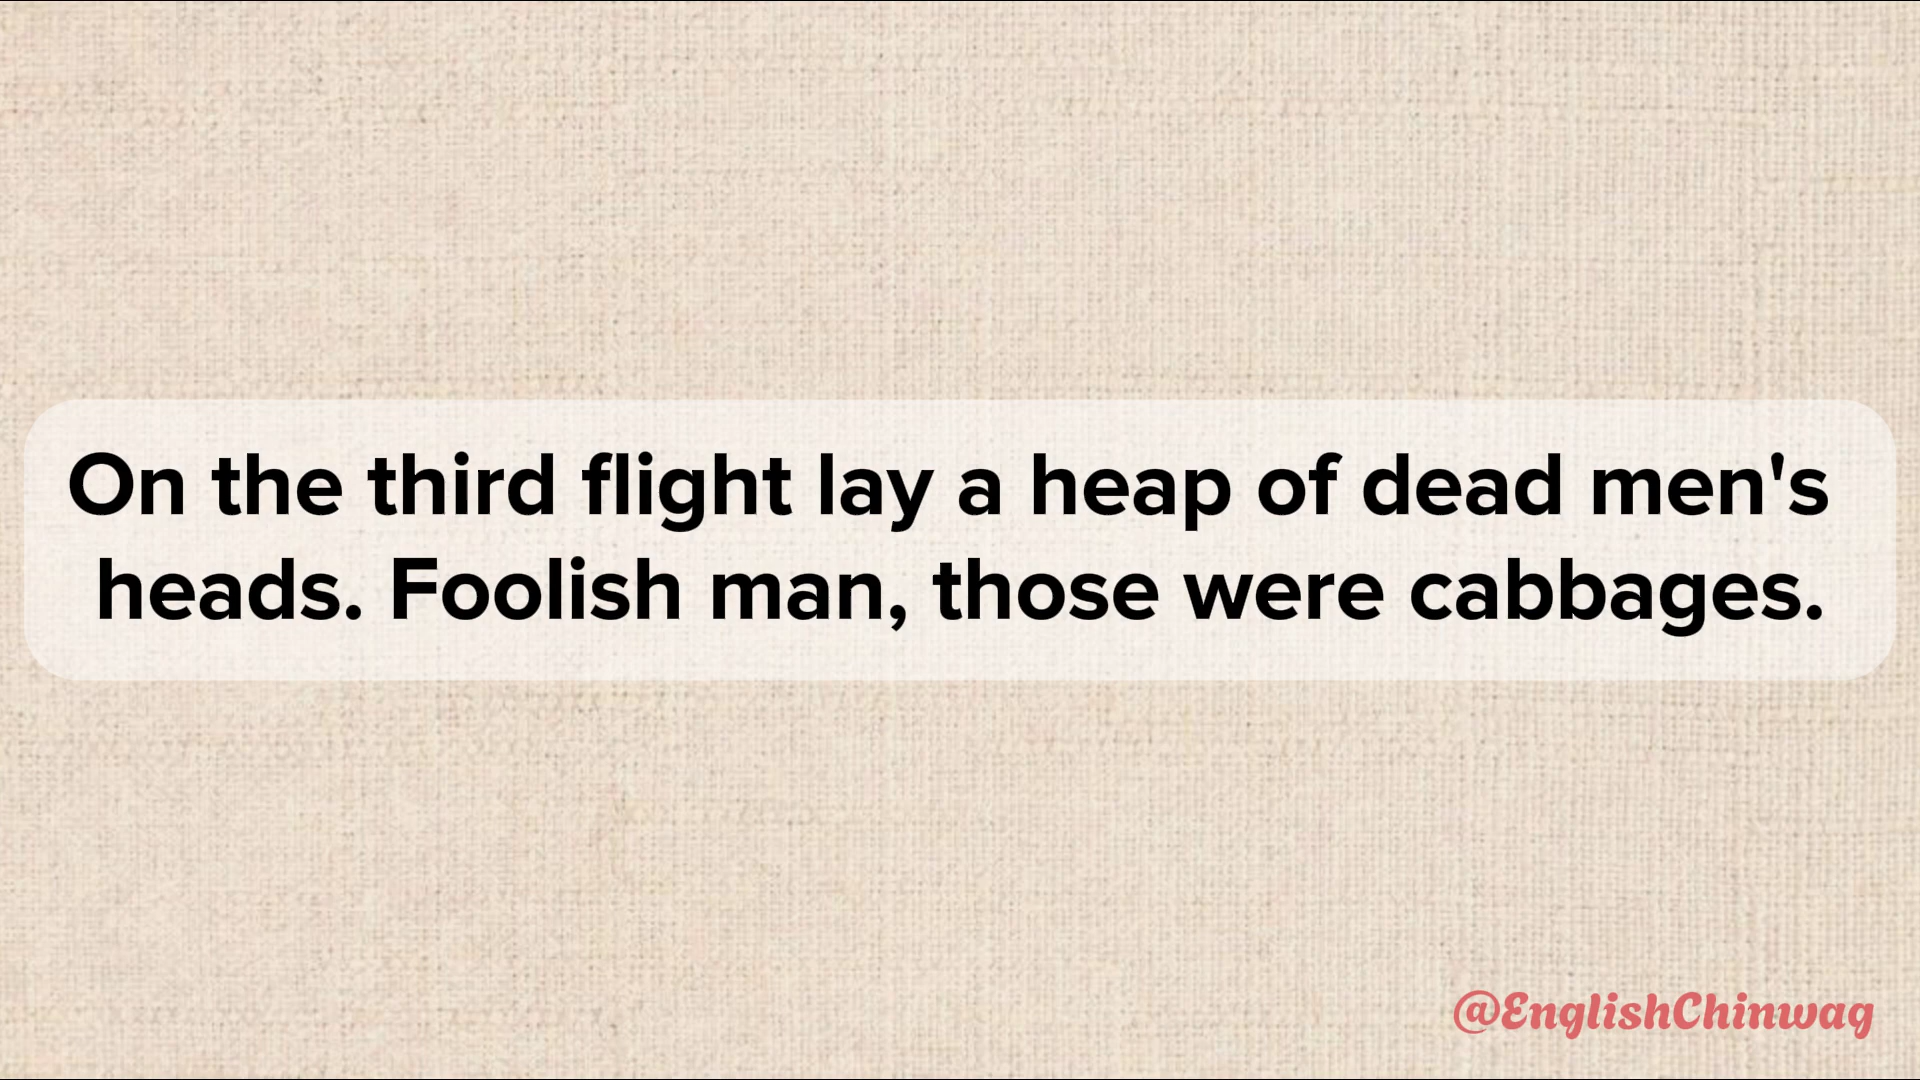 On the third flight lay a heap of dead men's
heads. Foolish man, those were cabbages.
@EnglishChinwag